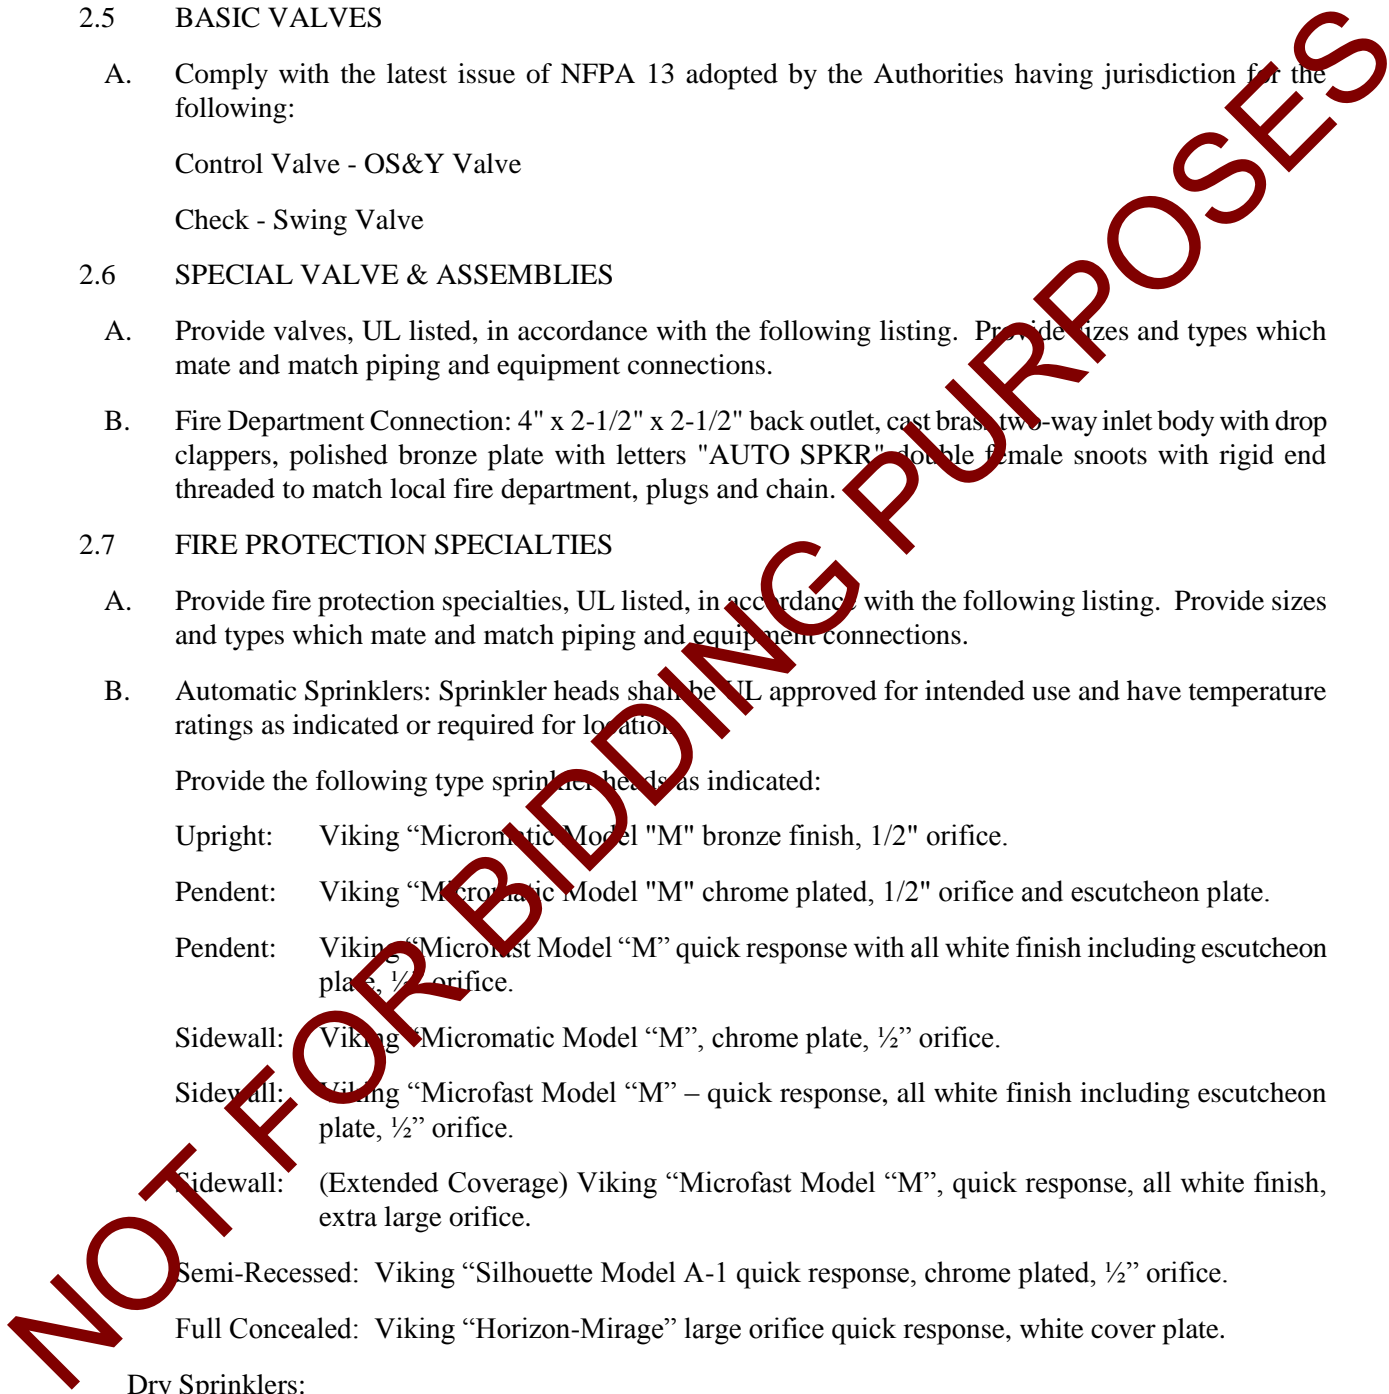 2.5 BASIC VALVES
A. Comply with the latest issue of NFPA 13 adopted by the Authorities having jurisdiction for the
following:
Control Valve - OS&Y Valve
Check - Swing Valve
2.6 SPECIAL VALVE & ASSEMBLIES
A. Provide valves, UL listed, in accordance with the following listing. Provide sizes and types which
mate and match piping and equipment connections.
B. Fire Department Connection: 4" x 2-1/2" x 2-1/2" back outlet, cast brass two-way inlet body with drop
clappers, polished bronze plate with letters "AUTO SPKR" double female snoots with rigid end
threaded to match local fire department, plugs and chain.
2.7 FIRE PROTECTION SPECIALTIES
A. Provide fire protection specialties, UL listed, in accordance with the following listing. Provide sizes
and types which mate and match piping and equipment connections.
B. Automatic Sprinklers: Sprinkler heads shall be UL approved for intended use and have temperature
ratings as indicated or required for location.
Provide the following type sprinkler heads as indicated:
Upright: Viking “Micromatic Model "M" bronze finish, 1/2" orifice.
Pendent: Viking “Micromatic Model "M" chrome plated, 1/2" orifice and escutcheon plate.
Pendent: Viking “Microfast Model “M” quick response with all white finish including escutcheon
plate, ½” orifice.
Sidewall: Viking “Micromatic Model “M”, chrome plate, ½” orifice.
Sidewall: Viking “Microfast Model “M” – quick response, all white finish including escutcheon
plate, ½” orifice.
Sidewall: (Extended Coverage) Viking “Microfast Model “M”, quick response, all white finish,
extra large orifice.
Semi-Recessed: Viking “Silhouette Model A-1 quick response, chrome plated, ½” orifice.
Full Concealed: Viking “Horizon-Mirage” large orifice quick response, white cover plate.
Dry Sprinklers:
NOT FOR BIDDING PURPOSES